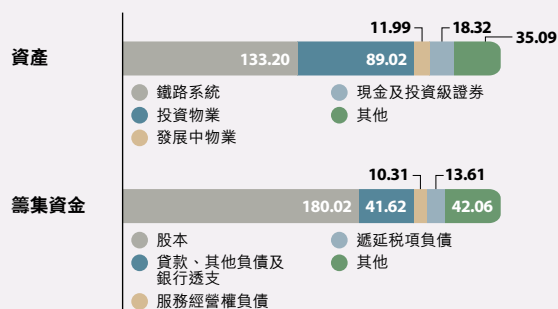 11.99 18.32 35.09
資產 133.20 89.02
鐵路系統 現金及投資級證券
投資物業 其他
發展中物業
10.31 13.61
籌集資金 180.02 41.62 42.06
股本 遞延税項負債
貸款、其他負債及 其他
銀行透支
服務經營權負債